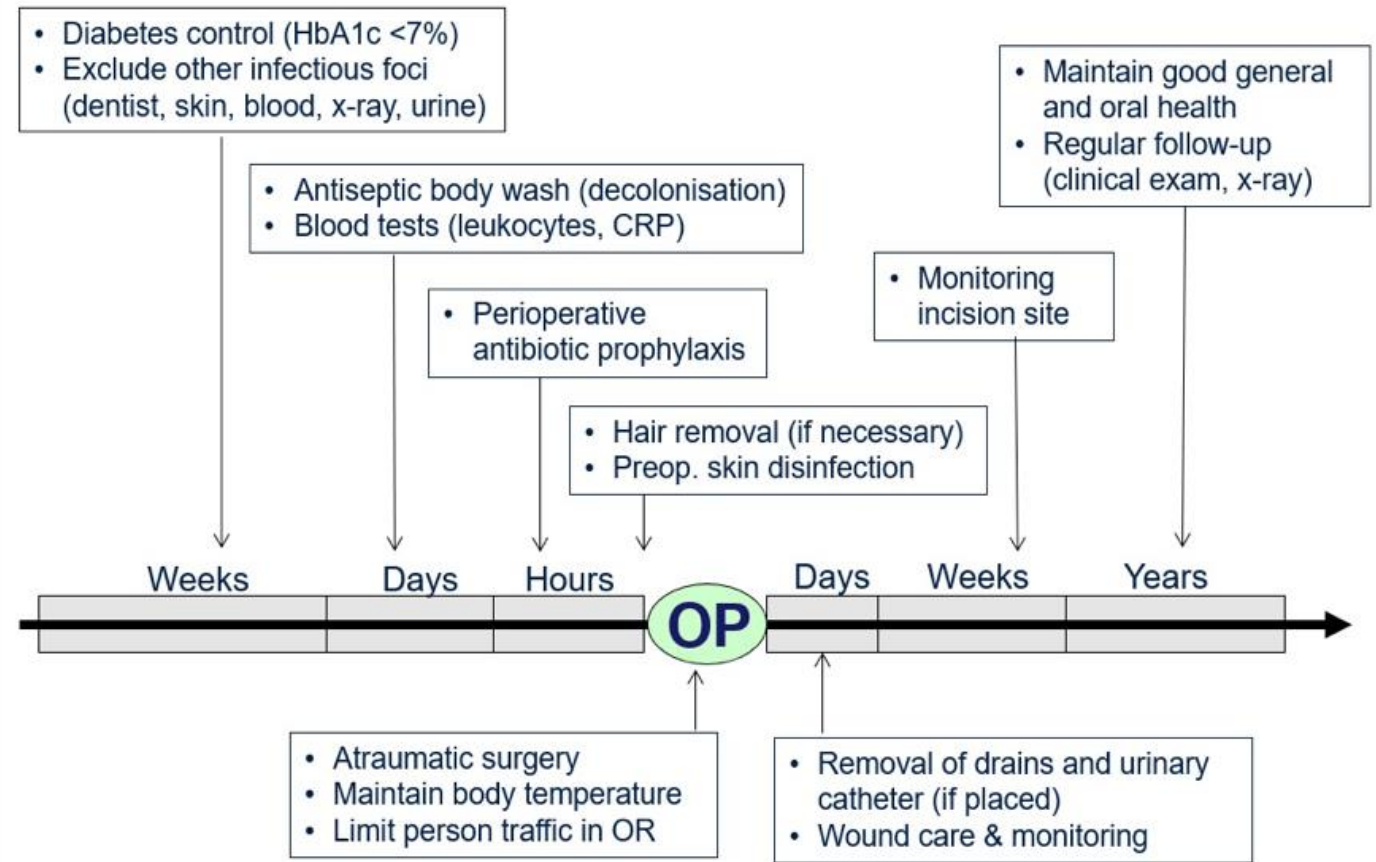 • Diabetes control (HbA1c <7%)
• Exclude other infectious foci
(dentist, skin, blood, x-ray, urine)
• Maintain good general
and oral health
• Regular follow-up
(clinical exam, x-ray)
• Antiseptic body wash (decolonisation)
• Blood tests (leukocytes, CRP)
• Monitoring
incision site
• Perioperative
antibiotic prophylaxis
• Hair removal (if necessary)
• Preop. skin disinfection
Weeks
Days
Hours
OP
Days
Weeks
Years
• Atraumatic surgery
• Maintain body temperature
• Limit person traffic in OR
• Removal of drains and urinary
catheter (if placed)
• Wound care & monitoring